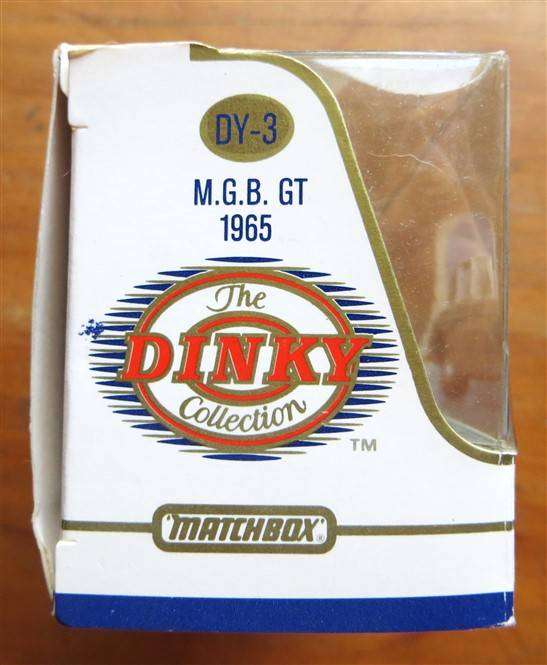 DY-3
M.G.B. GT
1965
The
DINKY
Collection
TM
"MATCHBOX"®